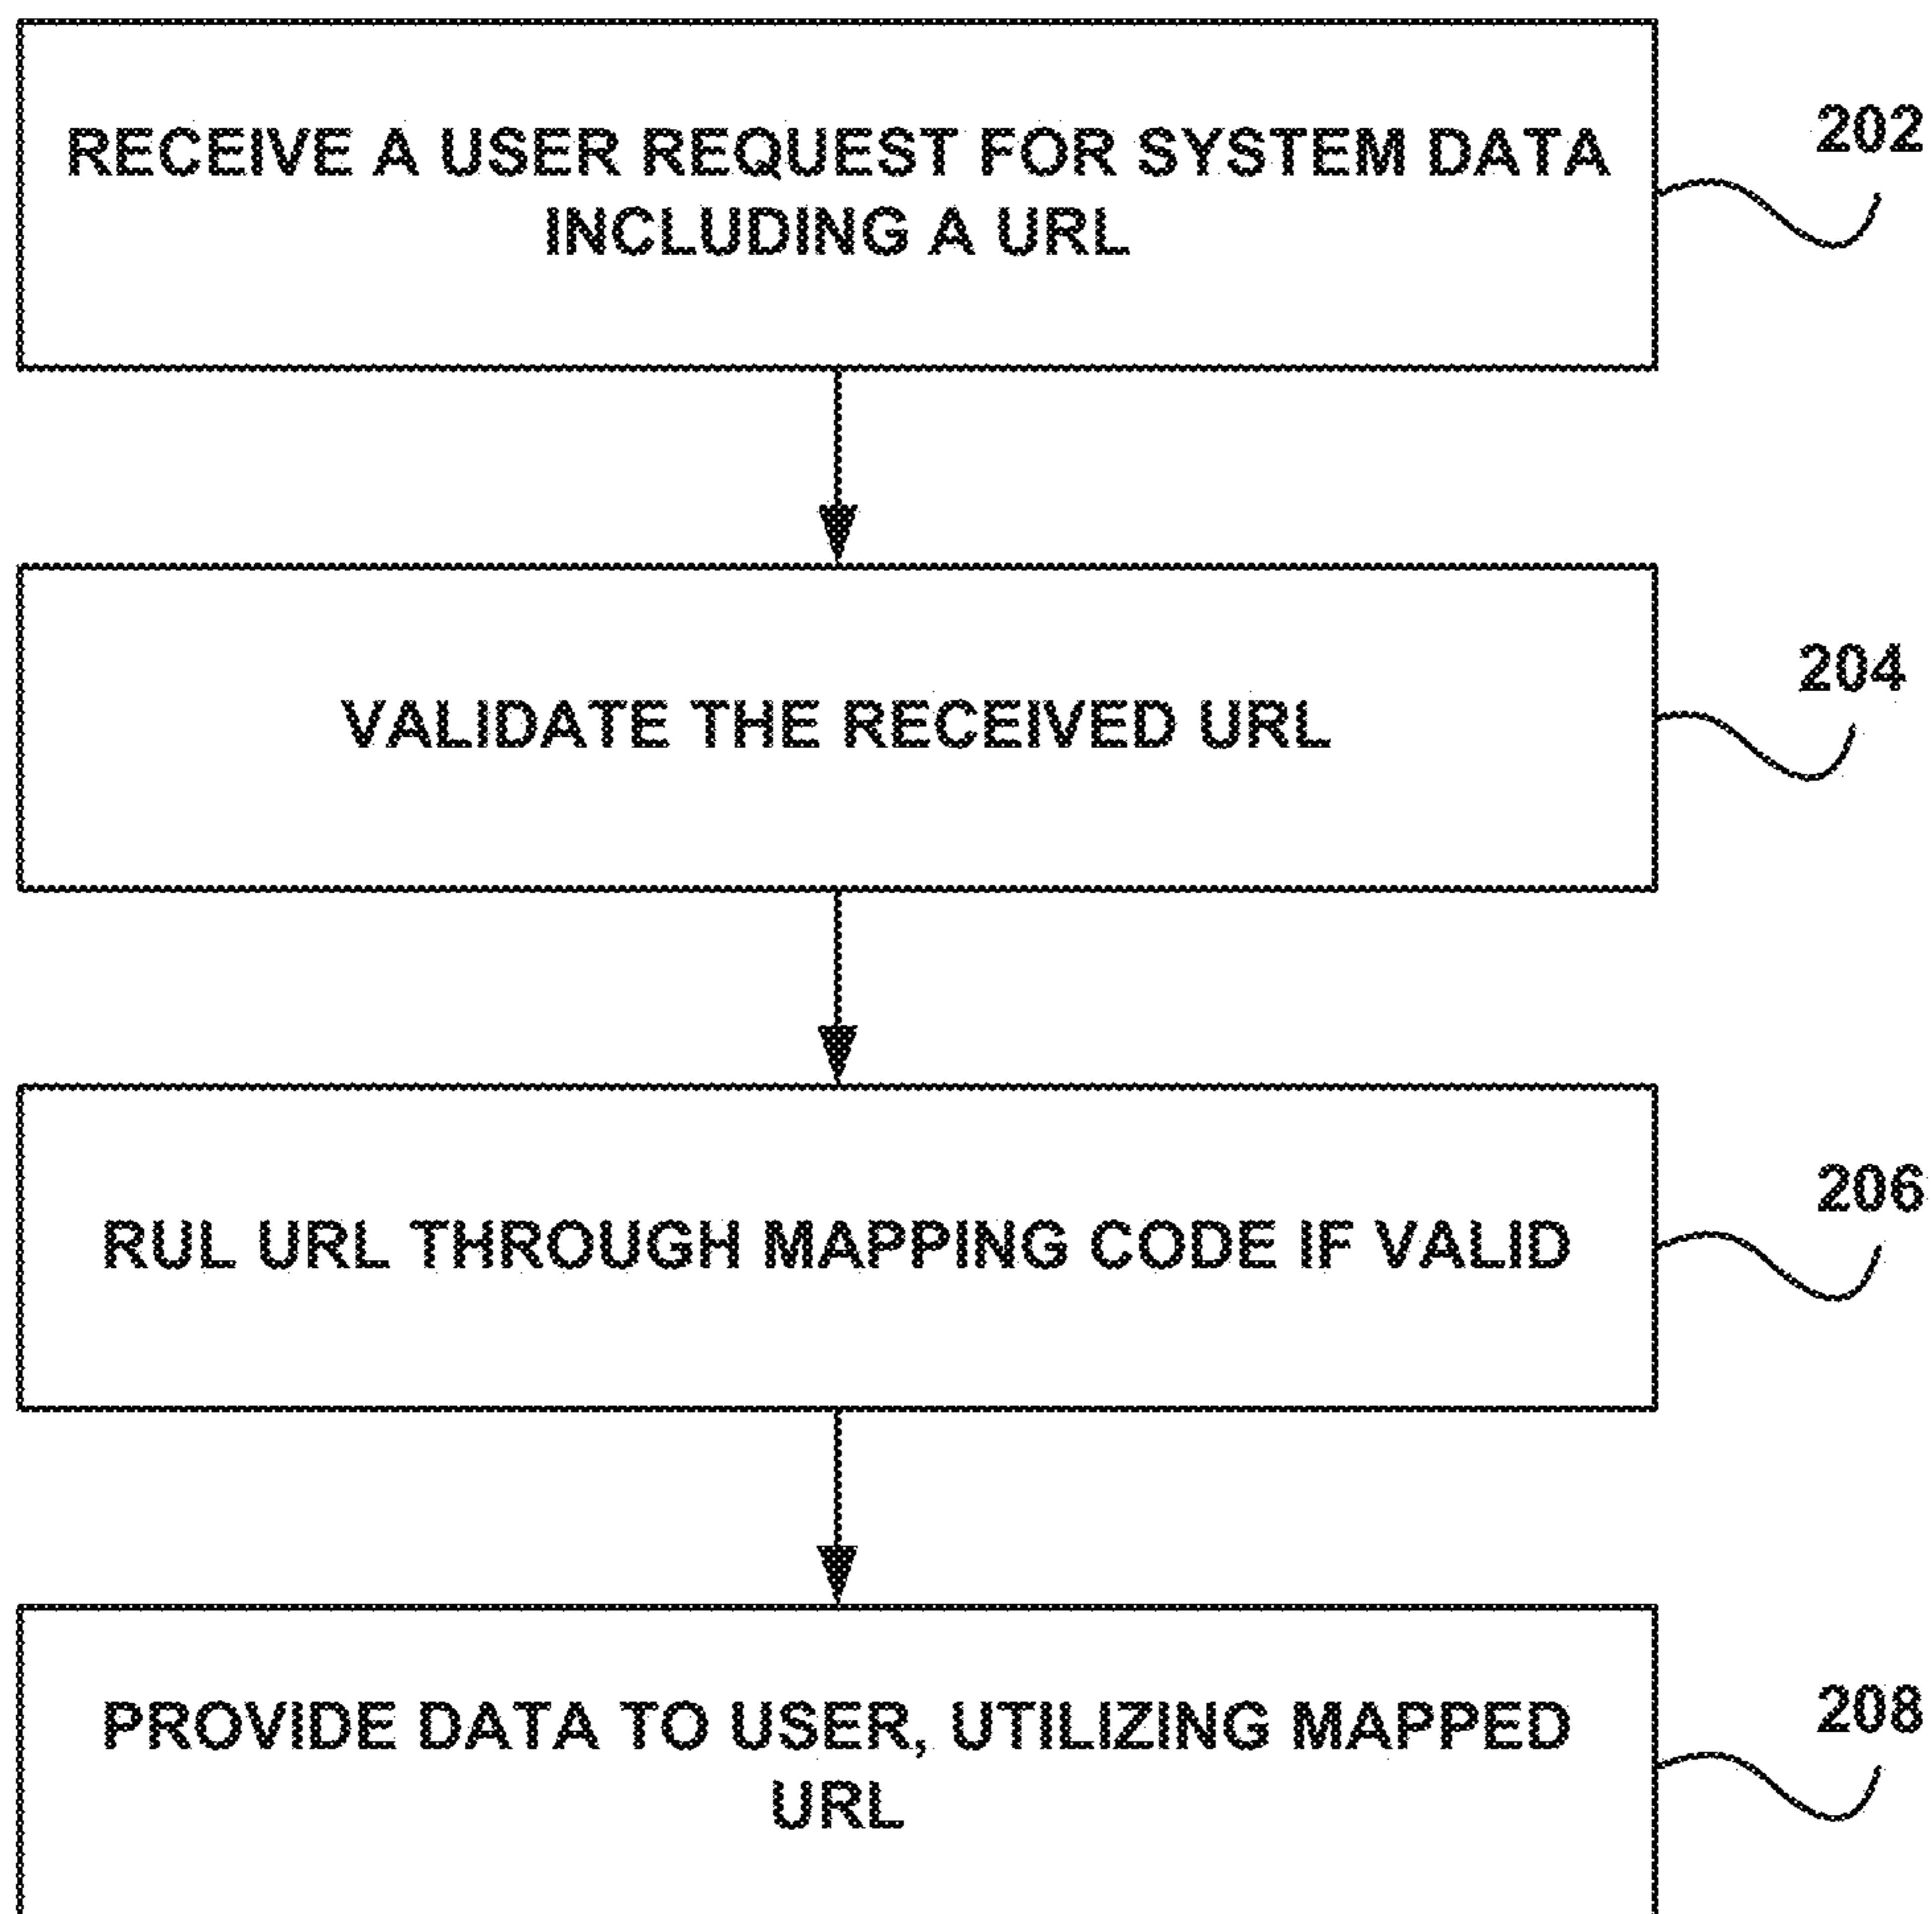 RECEIVE A USER REQUEST FOR SYSTEM DATA
INCLUDING A URL
202
VALIDATE THE RECEIVED URL
204
RUL URL THROUGH MAPPING CODE IF VALID
206
PROVIDE DATA TO USER, UTILIZING MAPPED
URL
208